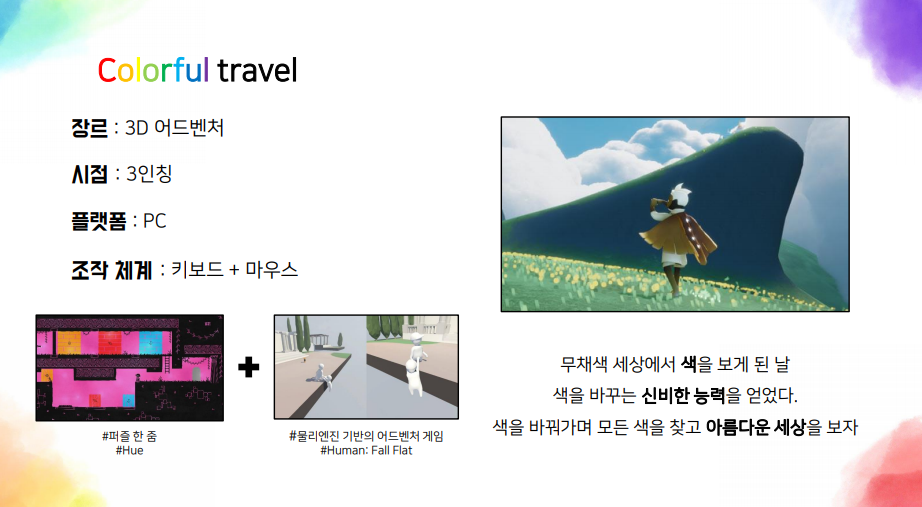 Colorful travel
장르 : 3D 어드벤처
시점 : 3인칭
플랫폼 : PC
조작 체계 : 키보드 + 마우스
#퍼즐 한 줌
#Hue
#물리엔진 기반의 어드벤처 게임
#Human: Fall Flat
무채색 세상에서 색을 보게 된 날
색을 바꾸는 신비한 능력을 얻었다.
색을 바꿔가며 모든 색을 찾고 아름다운 세상을 보자